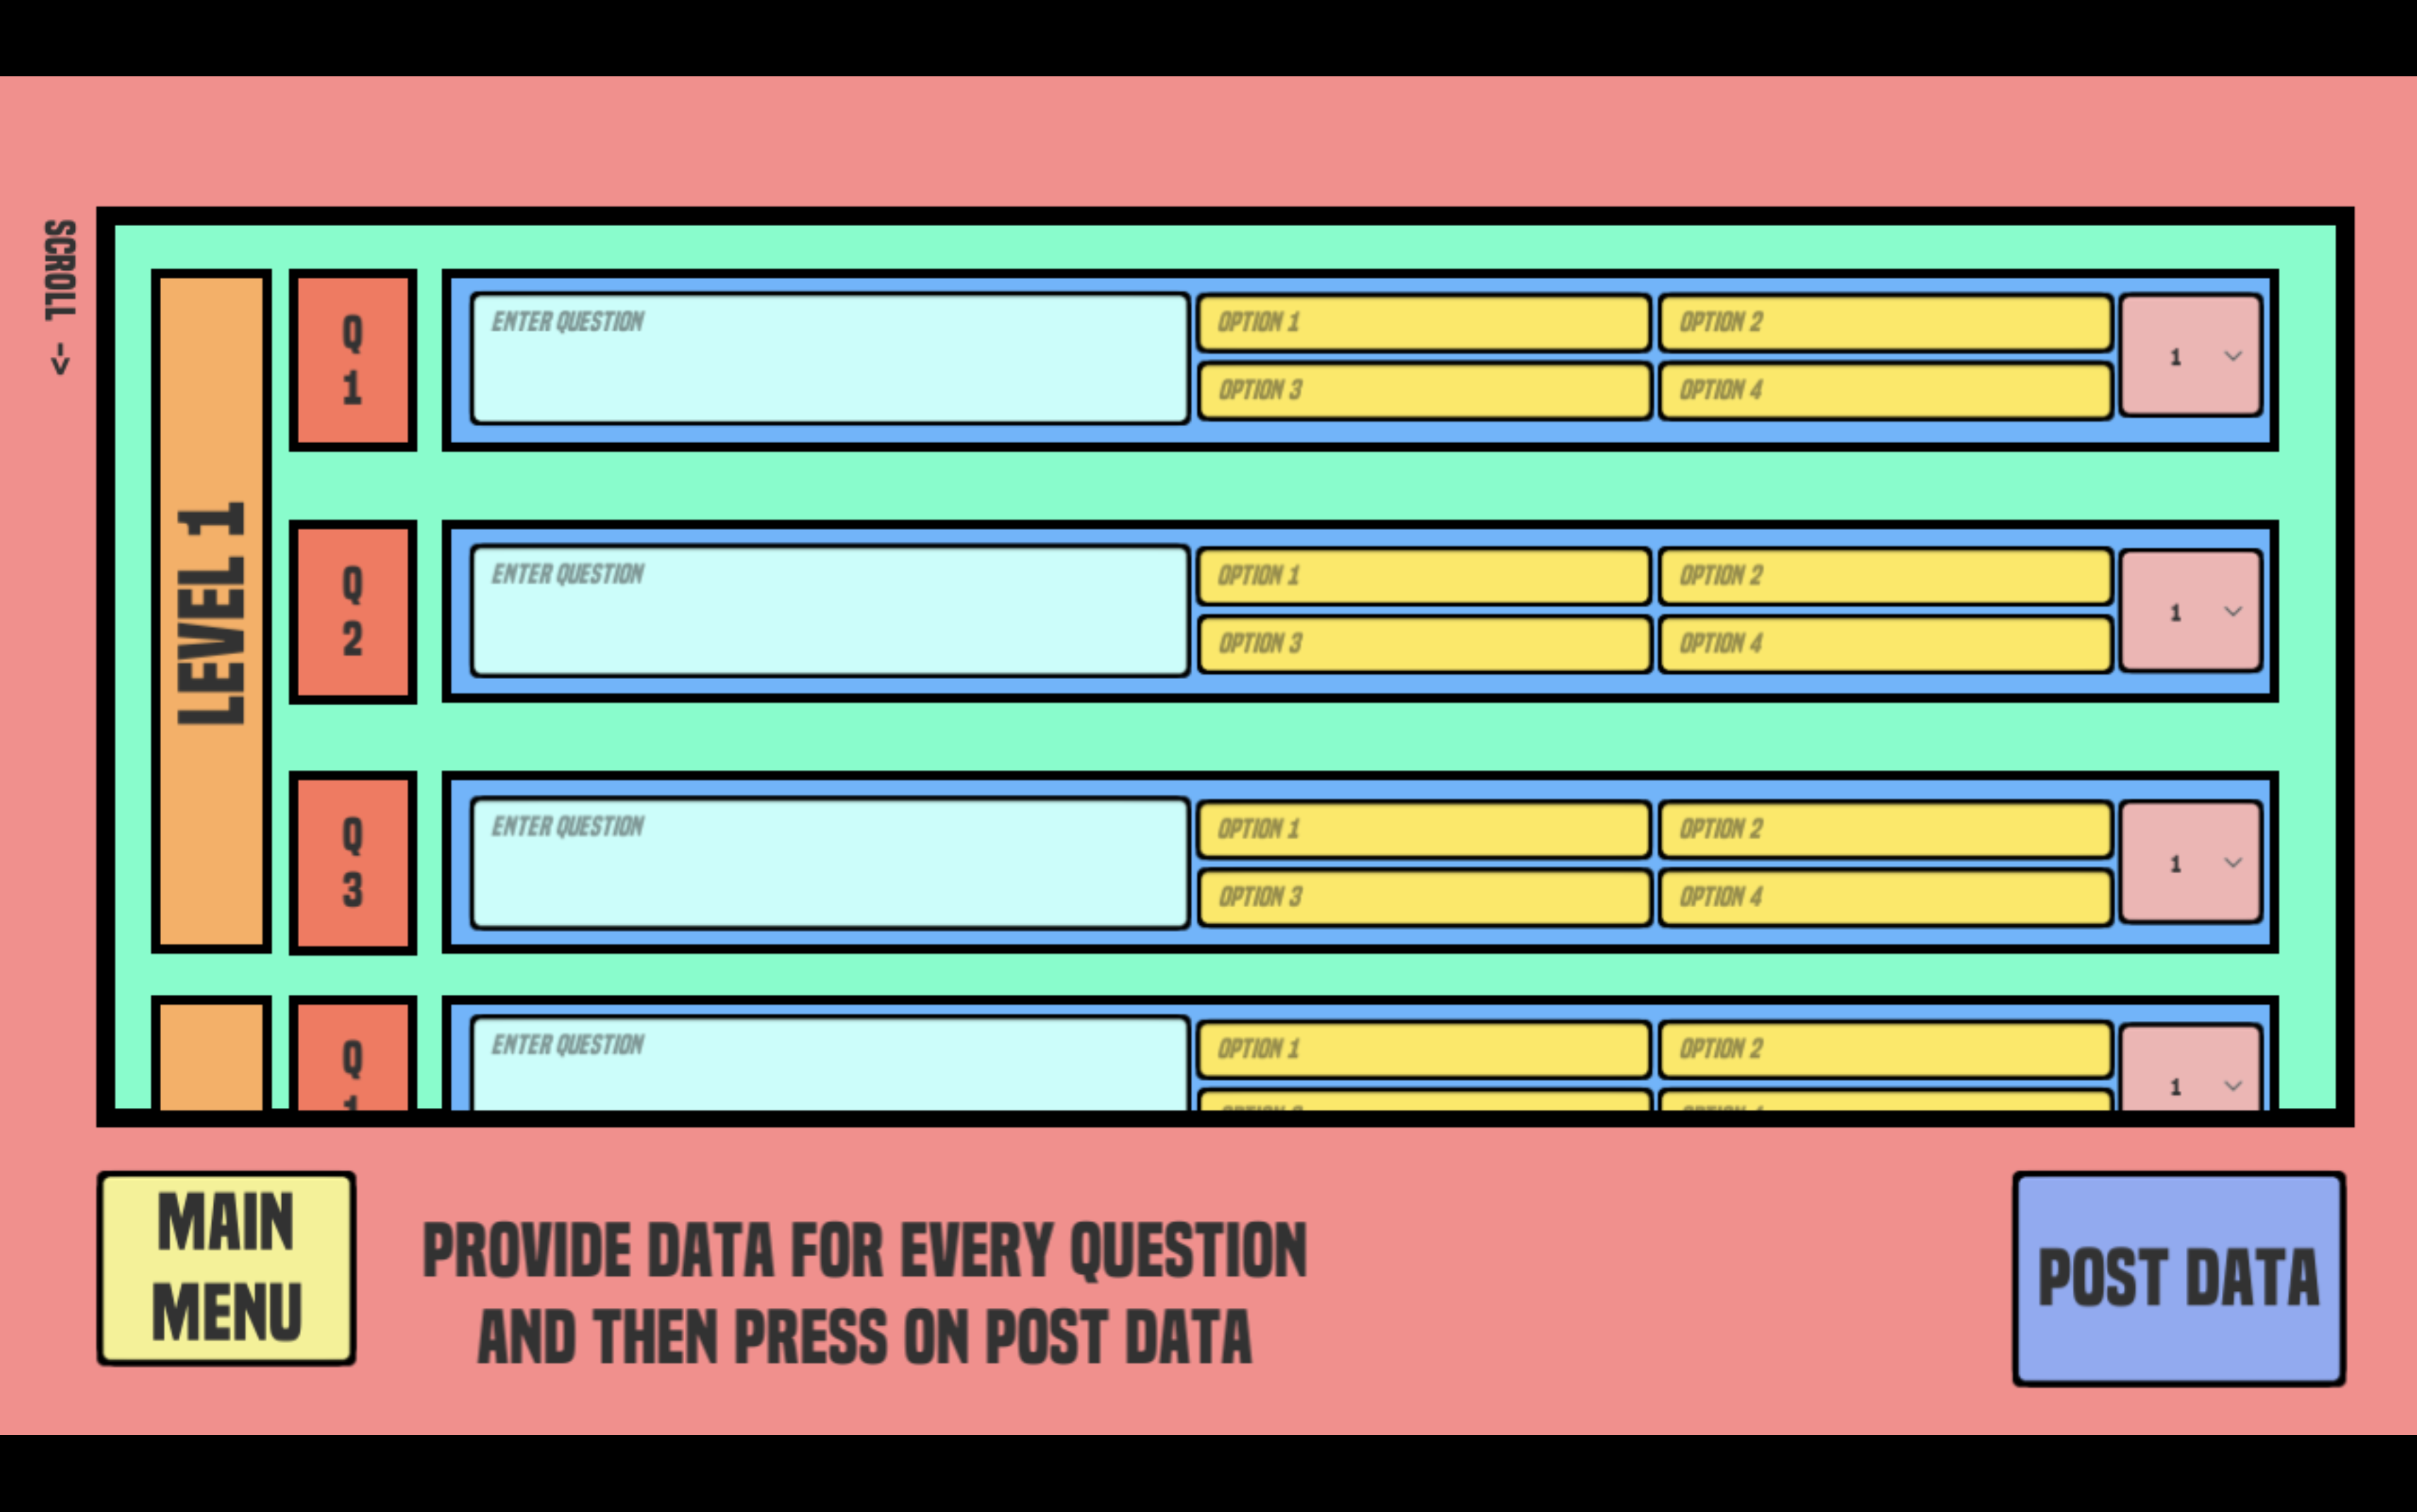 SCROLL ->
LEVEL 1
Q
1
ENTER QUESTION
OPTION 1
OPTION 2
OPTION 3
OPTION 4
1
Q
2
ENTER QUESTION
OPTION 1
OPTION 2
OPTION 3
OPTION 4
1
Q
3
ENTER QUESTION
OPTION 1
OPTION 2
OPTION 3
OPTION 4
1
Q
1
ENTER QUESTION
OPTION 1
OPTION 2
1
MAIN
MENU
PROVIDE DATA FOR EVERY QUESTION
AND THEN PRESS ON POST DATA
POST DATA